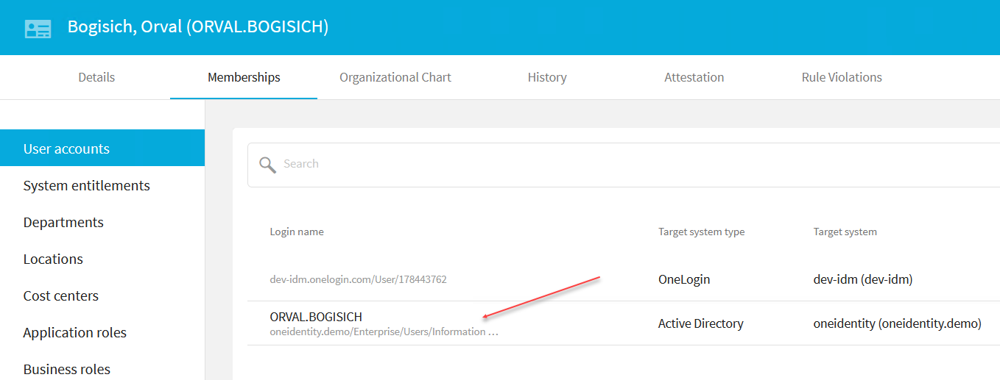 Bogisich, Orval (ORVAL.BOGISICH)
Details Memberships Organizational Chart History Attestation Rule Violations
User accounts
System entitlements
Departments
Locations
Cost centers
Application roles
Business roles
Search
Login name Target system type Target system
dev-idm.onelogin.com/User/178443762 OneLogin dev-idm (dev-idm)
ORVAL.BOGISICH
oneidentity.demo/Enterprise/Users/Information ... Active Directory oneidentity (oneidentity.demo)